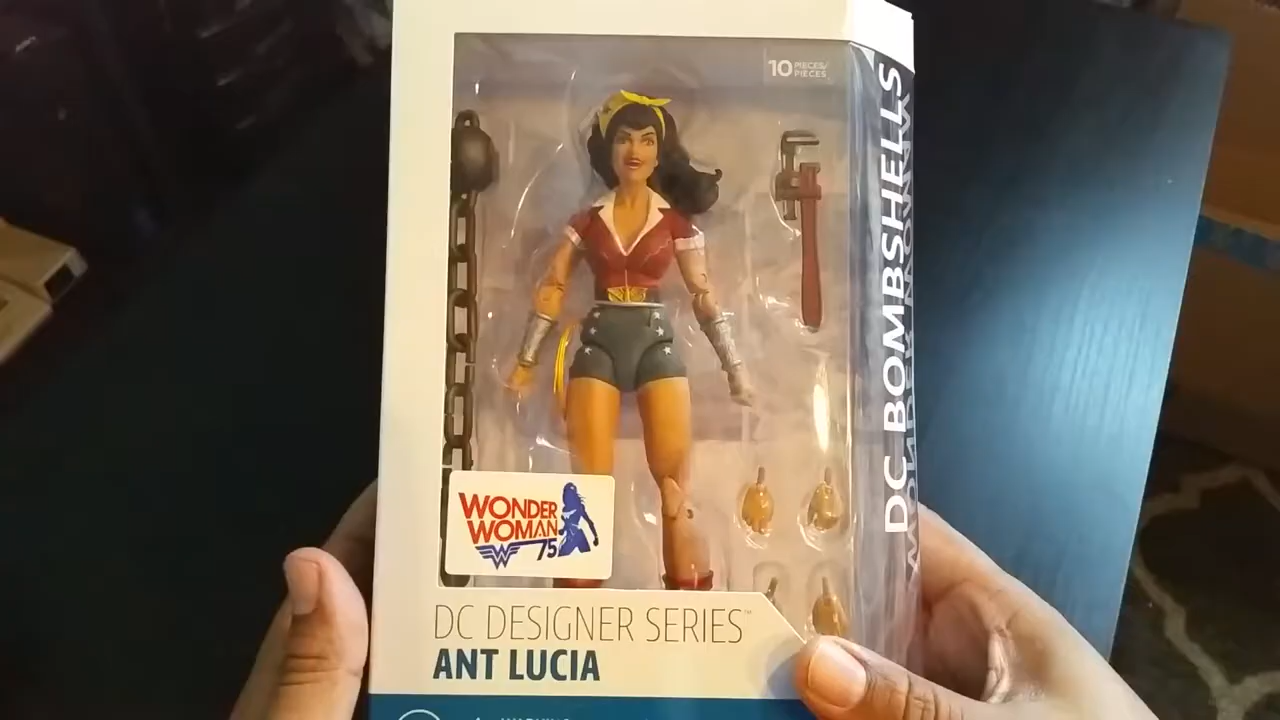 10 PIECES/
PIECES
DC BOMBSHELLS
WONDER
WOMAN
75
DC DESIGNER SERIES™
ANT LUCIA